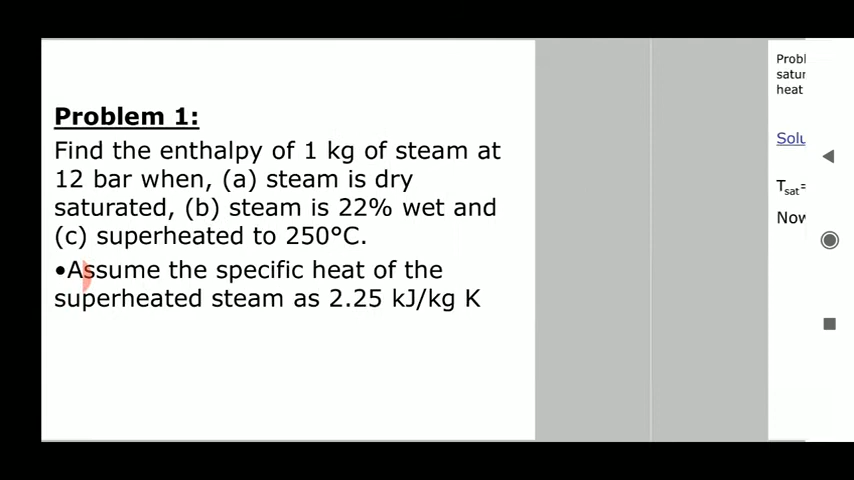 Problem 1:
Find the enthalpy of 1 kg of steam at
12 bar when, (a) steam is dry
saturated, (b) steam is 22% wet and
(c) superheated to 250°C.
•Assume the specific heat of the
superheated steam as 2.25 kJ/kg K
Probl
satur
heat
Solu
Tsat=
Now